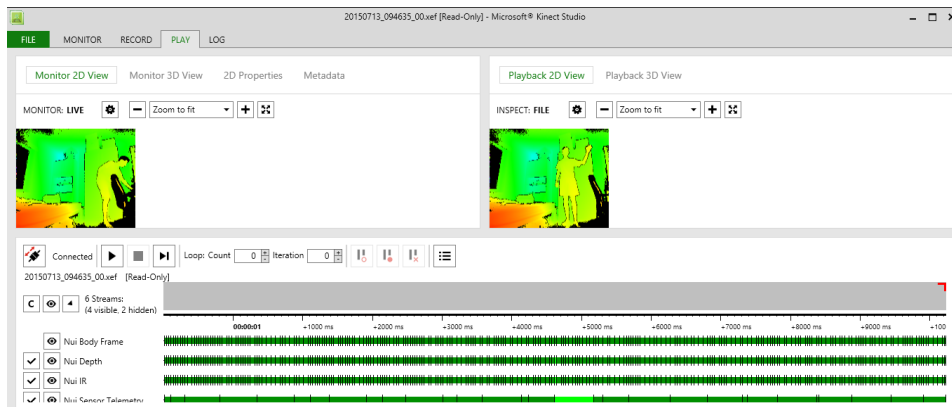 20150713_094635_00.xef [Read-Only] - Microsoft® Kinect Studio
FILE MONITOR RECORD PLAY LOG
Monitor 2D View Monitor 3D View 2D Properties Metadata
Playback 2D View Playback 3D View
MONITOR: LIVE Zoom to fit
INSPECT: FILE Zoom to fit
Connected Loop: Count 0 Iteration 0
20150713_094635_00.xef [Read-Only]
C 6 Streams:
(4 visible, 2 hidden)
00:00:01 +1000 ms +2000 ms +3000 ms +4000 ms +5000 ms +6000 ms +7000 ms +8000 ms +9000 ms +100
Nui Body Frame
Nui Depth
Nui IR
Nui Sensor Telemetry